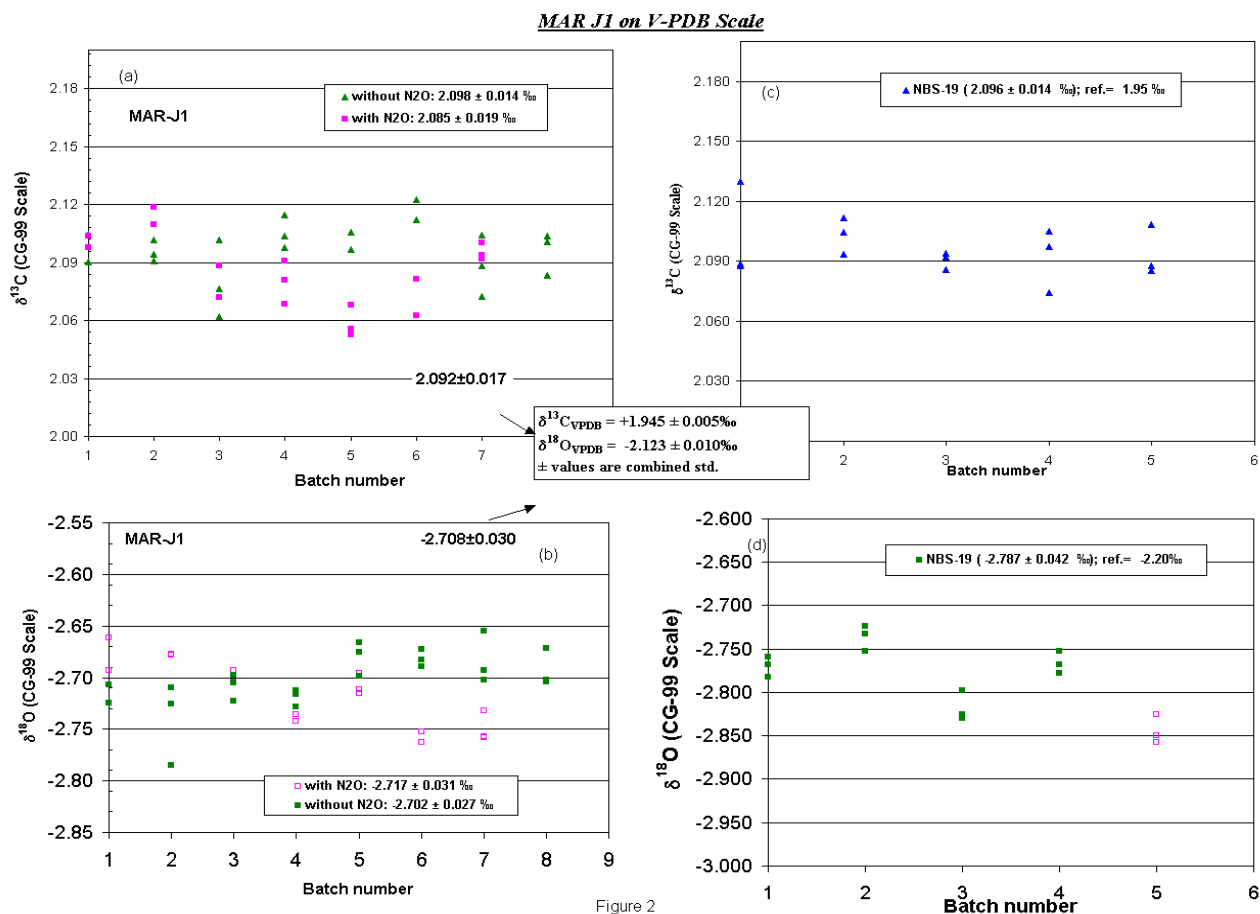 MAR J1 on V-PDB Scale
(a)
MAR-J1
without N2O: 2.098 ± 0.014 ‰
with N2O: 2.085 ± 0.019 ‰
2.18
2.15
2.12
2.09
2.06
2.03
2.00
δ13C (CG-99 Scale)
2.092±0.017
1 2 3 4 5 6 7
Batch number
(c)
NBS-19 ( 2.096 ± 0.014 ‰); ref.= 1.95 ‰
2.180
2.150
2.120
2.090
2.060
2.030
δ13C (CG-99 Scale)
2 3 4 5 6
Batch number
δ13CVPDB = +1.945 ± 0.005‰
δ18OVPDB = -2.123 ± 0.010‰
± values are combined std.
MAR-J1
-2.708±0.030
(b)
-2.55
-2.60
-2.65
-2.70
-2.75
-2.80
-2.85
δ18O (CG-99 Scale)
with N2O: -2.717 ± 0.031 ‰
without N2O: -2.702 ± 0.027 ‰
1 2 3 4 5 6 7 8 9
Batch number
(d)
NBS-19 ( -2.787 ± 0.042 ‰); ref.= -2.20‰
-2.600
-2.650
-2.700
-2.750
-2.800
-2.850
-2.900
-2.950
-3.000
δ18O (CG-99 Scale)
1 2 3 4 5 6
Batch number
Figure 2